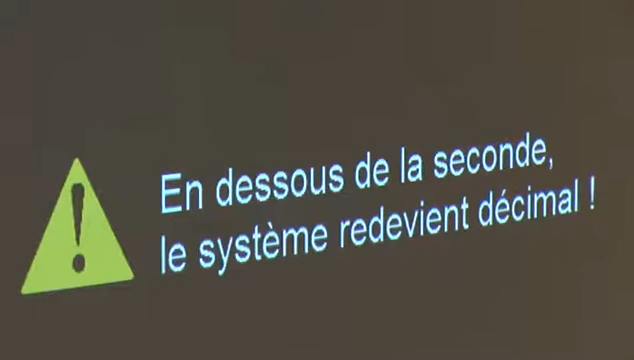 En dessous de la seconde,
le système redevient décimal !